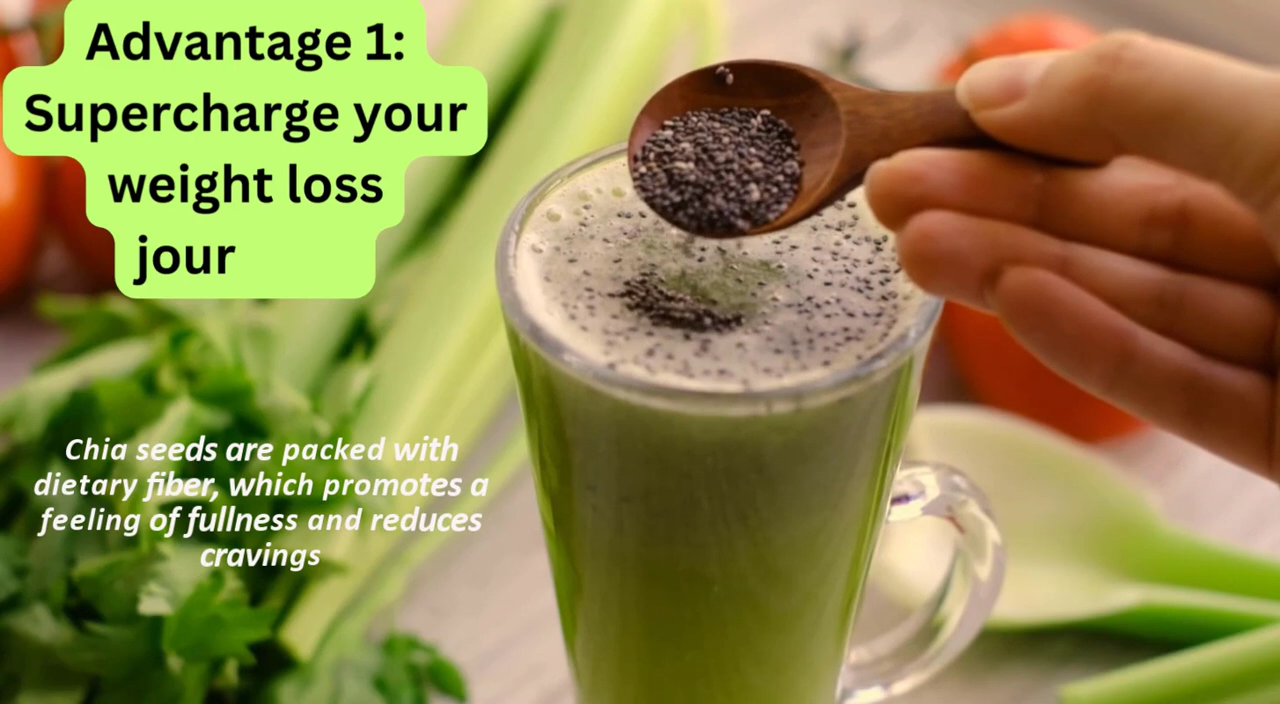 Advantage 1:
Supercharge your
weight loss
jour
Chia seeds are packed with
dietary fiber, which promotes a
feeling of fullness and reduces
cravings